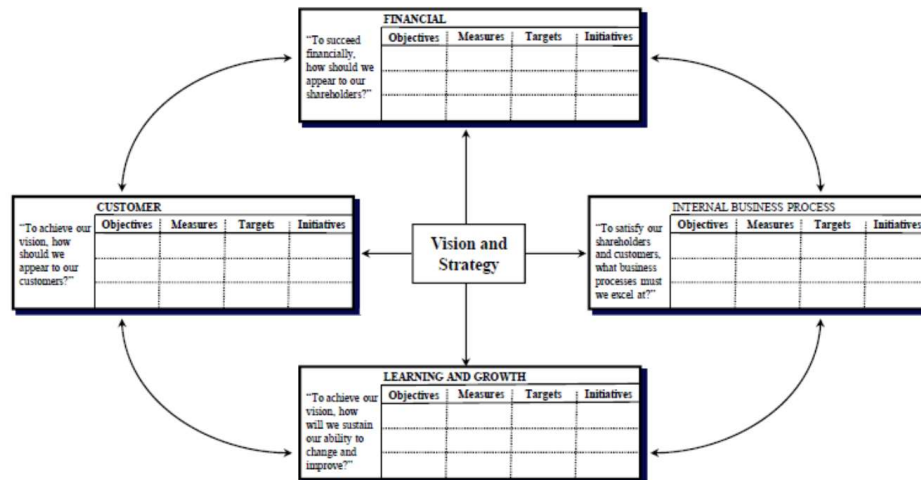 FINANCIAL
Objectives Measures Targets Initiatives
“To succeed
financially,
how should we
appear to our
shareholders?”
CUSTOMER
Objectives Measures Targets Initiatives
“To achieve our
vision, how
should we
appear to our
customers?”
Vision and
Strategy
INTERNAL BUSINESS PROCESS
Objectives Measures Targets Initiatives
“To satisfy our
shareholders
and customers,
what business
processes must
we excel at?”
LEARNING AND GROWTH
Objectives Measures Targets Initiatives
“To achieve our
vision, how
will we sustain
our ability to
change and
improve?”